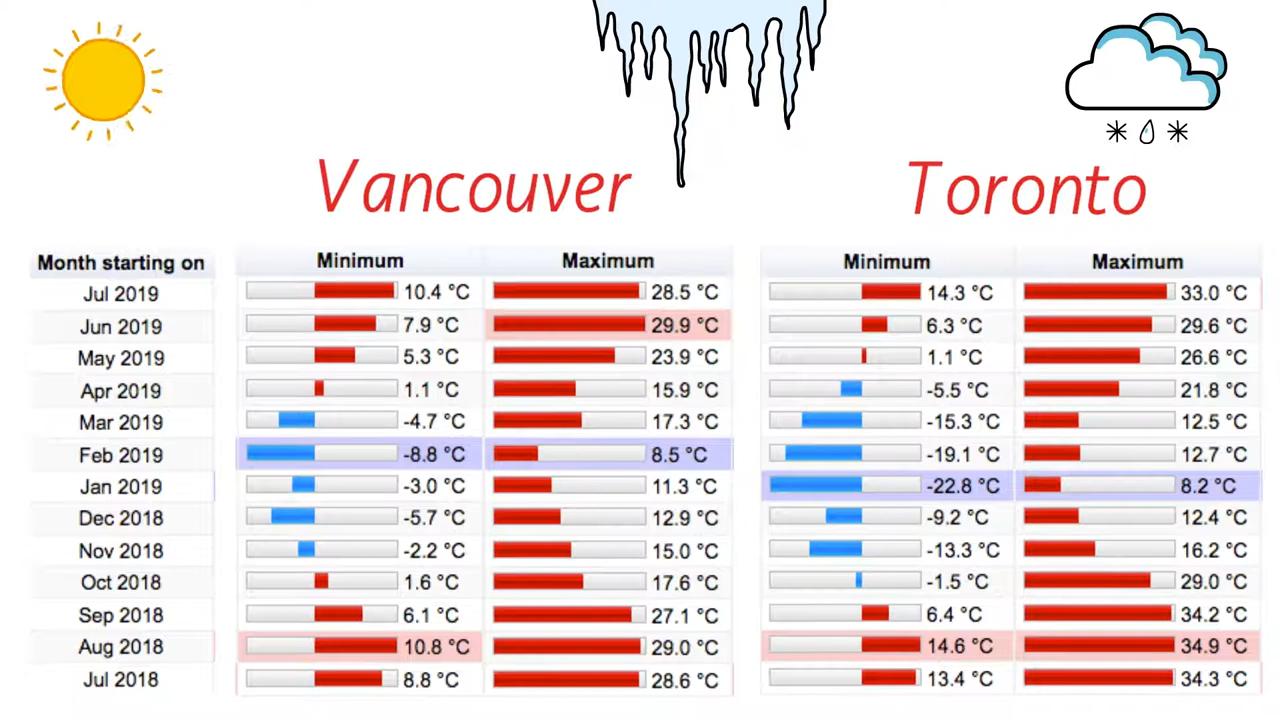 Vancouver Toronto
Month starting on Minimum Maximum Minimum Maximum
Jul 2019 10.4 °C 28.5 °C 14.3 °C 33.0 °C
Jun 2019 7.9 °C 29.9 °C 6.3 °C 29.6 °C
May 2019 5.3 °C 23.9 °C 1.1 °C 26.6 °C
Apr 2019 1.1 °C 15.9 °C -5.5 °C 21.8 °C
Mar 2019 -4.7 °C 17.3 °C -15.3 °C 12.5 °C
Feb 2019 -8.8 °C 8.5 °C -19.1 °C 12.7 °C
Jan 2019 -3.0 °C 11.3 °C -22.8 °C 8.2 °C
Dec 2018 -5.7 °C 12.9 °C -9.2 °C 12.4 °C
Nov 2018 -2.2 °C 15.0 °C -13.3 °C 16.2 °C
Oct 2018 1.6 °C 17.6 °C -1.5 °C 29.0 °C
Sep 2018 6.1 °C 27.1 °C 6.4 °C 34.2 °C
Aug 2018 10.8 °C 29.0 °C 14.6 °C 34.9 °C
Jul 2018 8.8 °C 28.6 °C 13.4 °C 34.3 °C